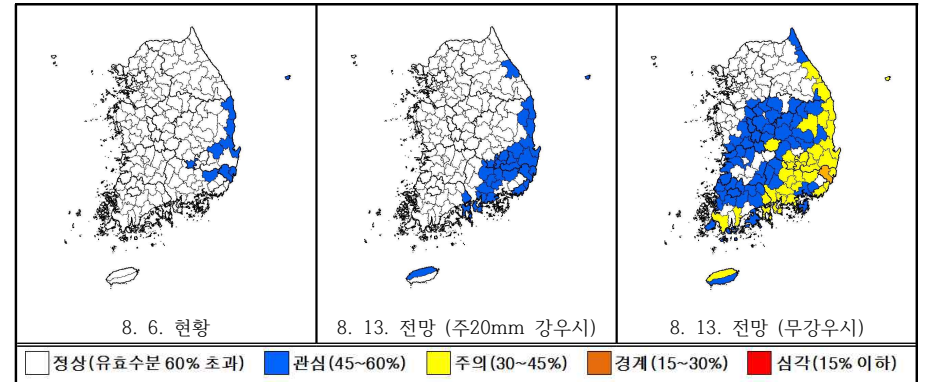 8. 6. 현황
8. 13. 전망 (주20mm 강우시)
8. 13. 전망 (무강우시)
정상(유효수분 60% 초과) 관심(45~60%) 주의(30~45%) 경계(15~30%) 심각(15% 이하)